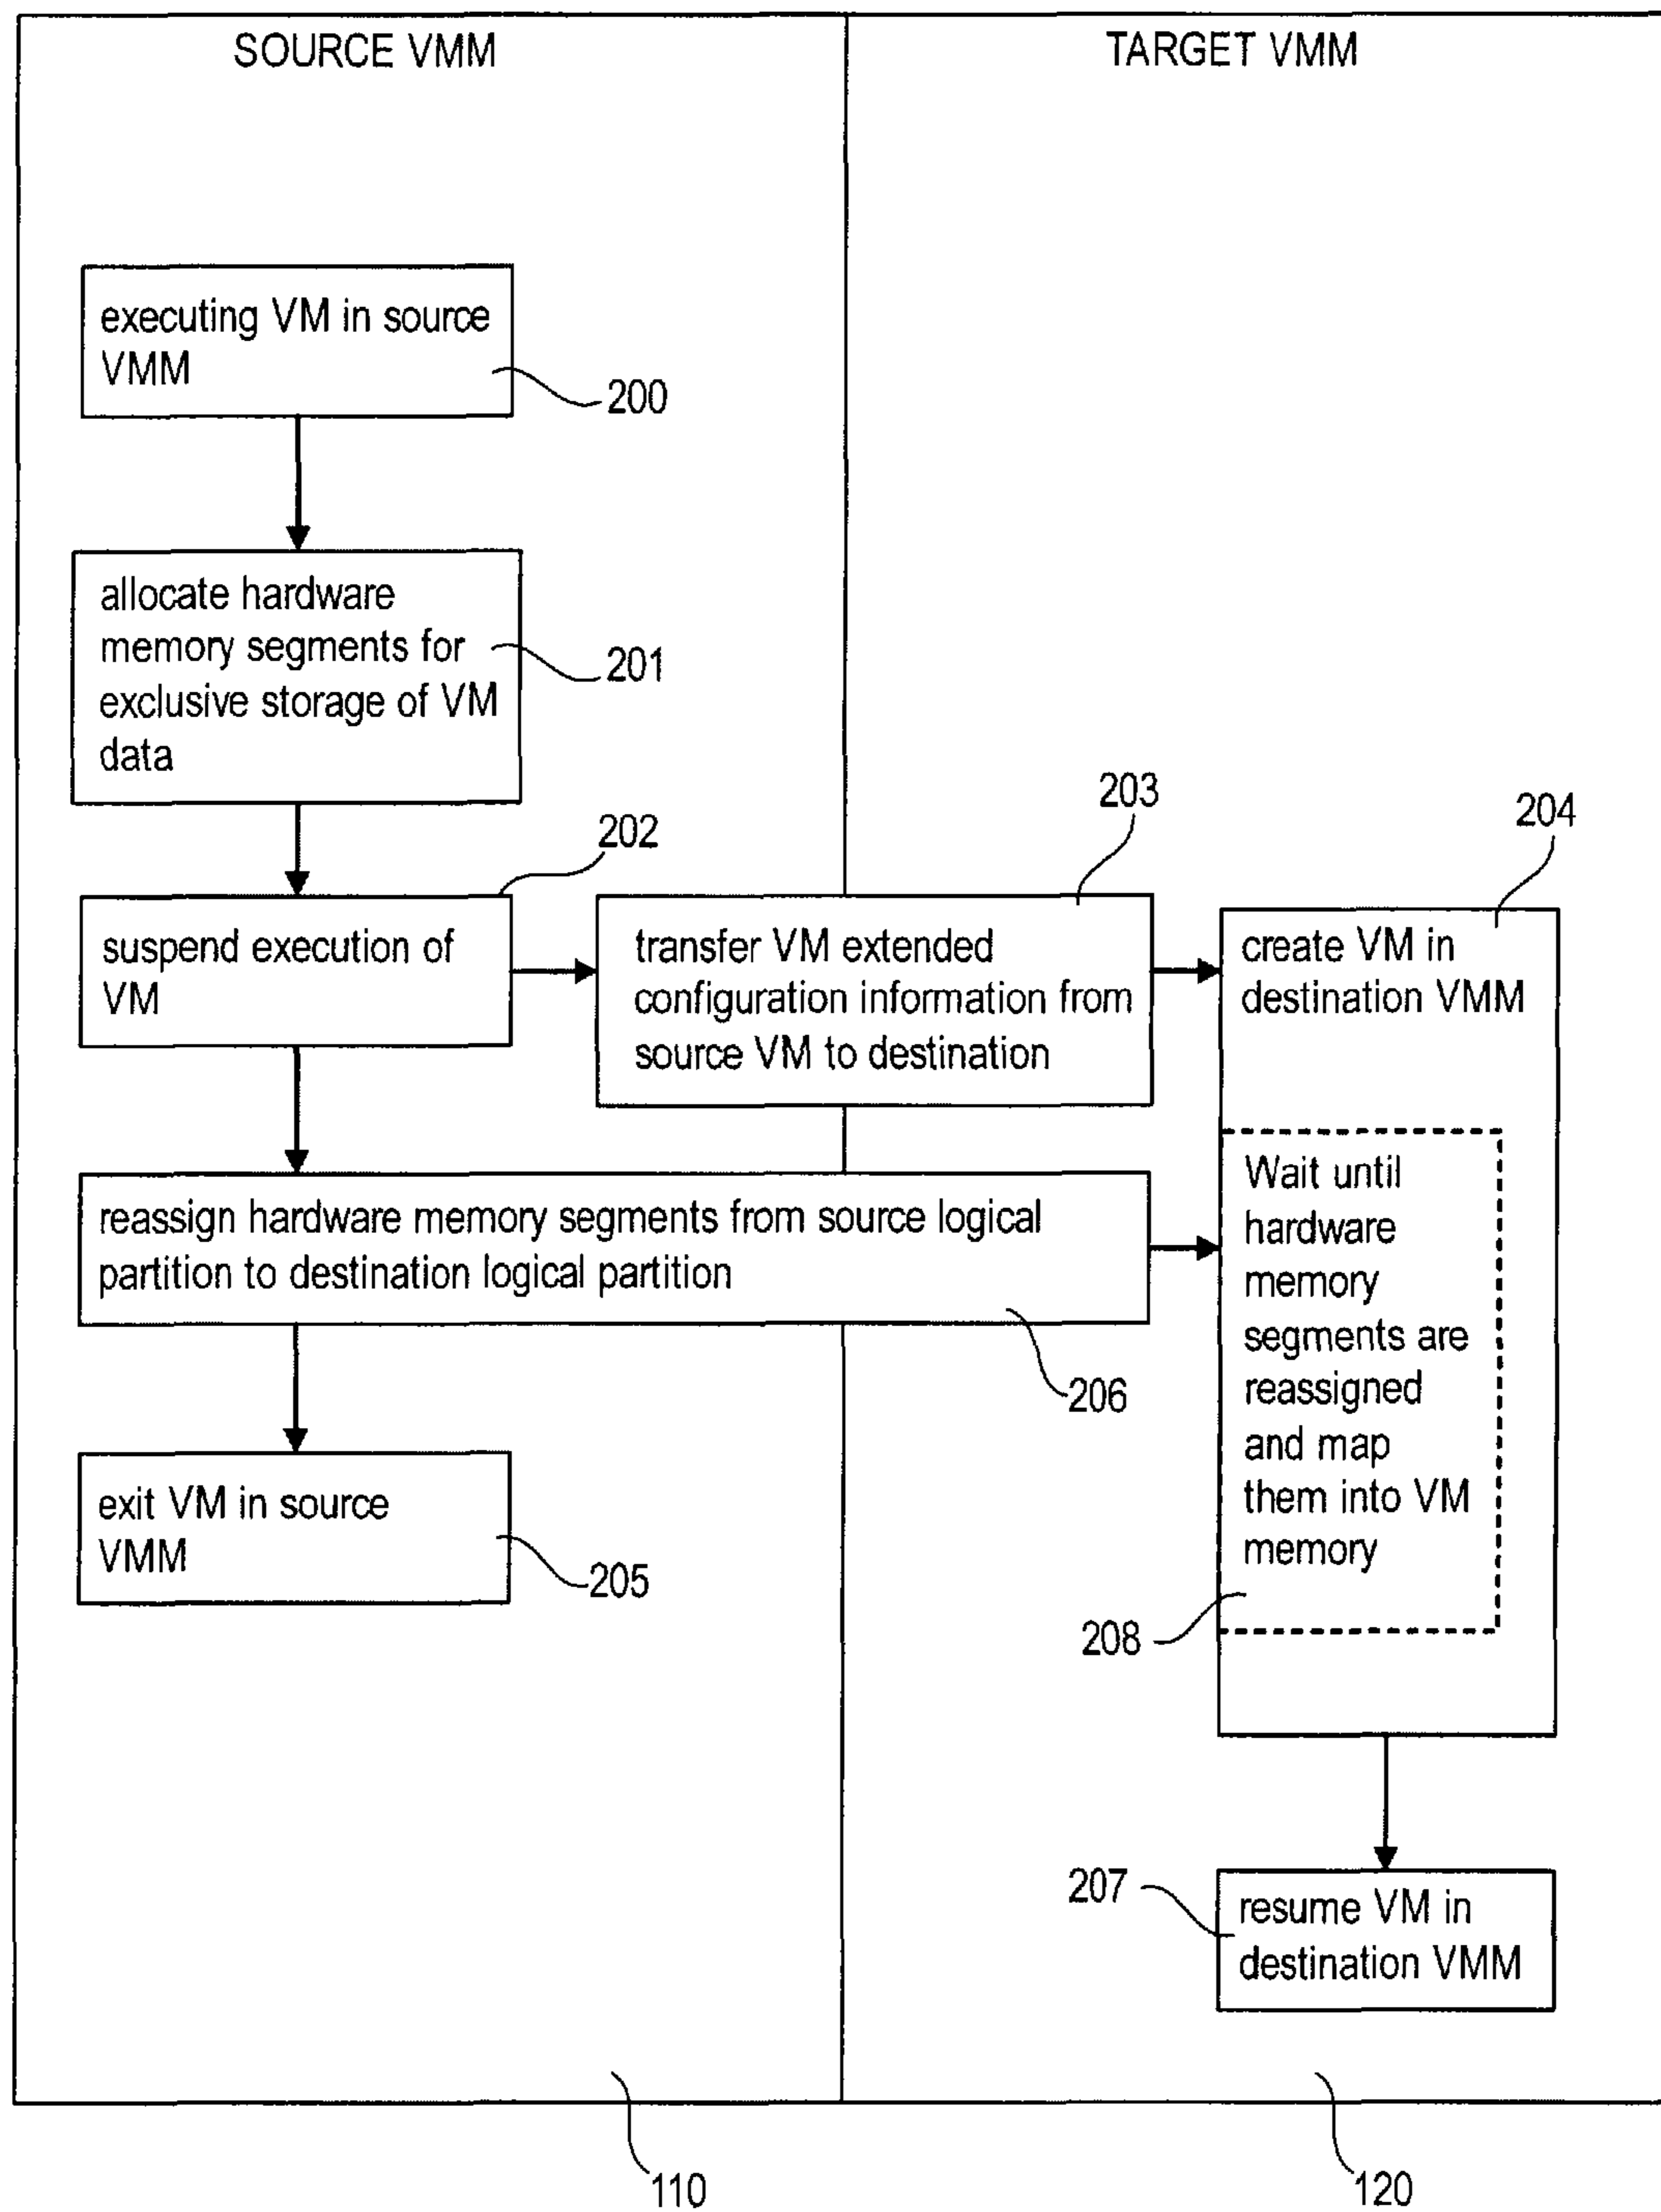 SOURCE VMM
TARGET VMM
executing VM in source
VMM
200
allocate hardware
memory segments for
exclusive storage of VM
data
201
202
suspend execution of
VM
203
transfer VM extended
configuration information from
source VM to destination
204
create VM in
destination VMM
reassign hardware memory segments from source logical
partition to destination logical partition
206
Wait until
hardware
memory
segments are
reassigned
and map
them into VM
memory
208
exit VM in source
VMM
205
207
resume VM in
destination VMM
110
120